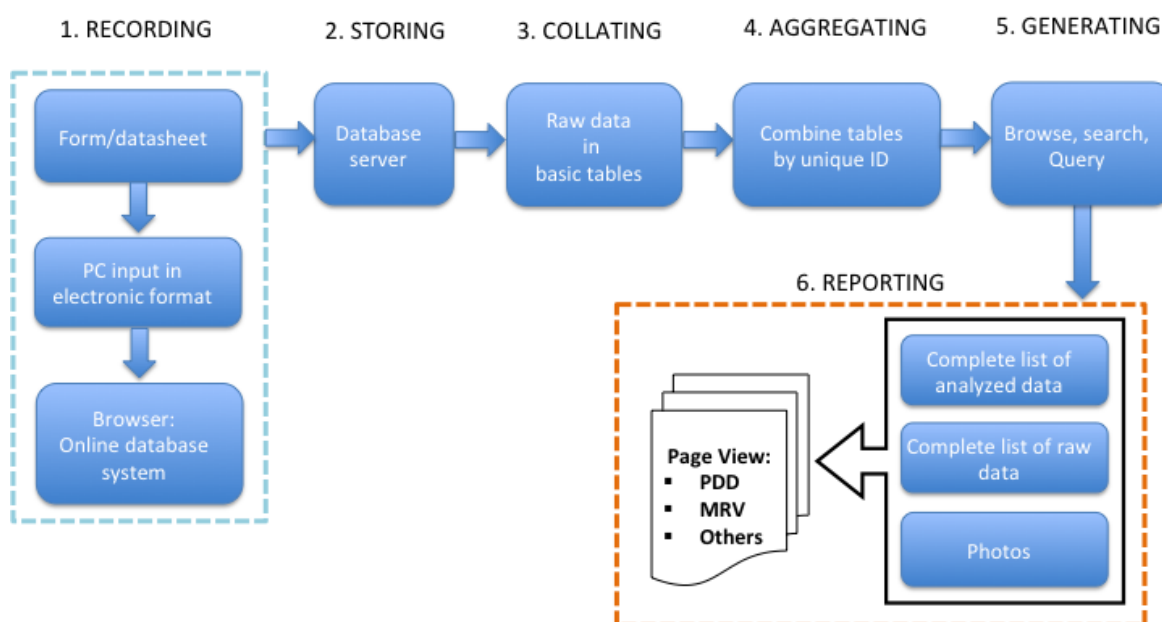 1. RECORDING
2. STORING
3. COLLATING
4. AGGREGATING
5. GENERATING
Form/datasheet
PC input in
electronic format
Browser:
Online database
system
Database
server
Raw data
in
basic tables
Combine tables
by unique ID
Browse, search,
Query
6. REPORTING
Page View:
▪ PDD
▪ MRV
▪ Others
Complete list of
analyzed data
Complete list of raw
data
Photos